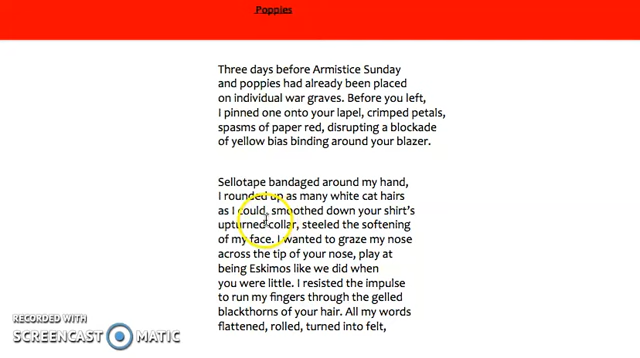 Poppies
Three days before Armistice Sunday
and poppies had already been placed
on individual war graves. Before you left,
I pinned one onto your lapel, crimped petals,
spasms of paper red, disrupting a blockade
of yellow bias binding around your blazer.
Sellotape bandaged around my hand,
I rounded up as many white cat hairs
as I could, smoothed down your shirt's
upturned collar, steeled the softening
of my face. I wanted to graze my nose
across the tip of your nose, play at
being Eskimos like we did when
you were little. I resisted the impulse
to run my fingers through the gelled
blackthorns of your hair. All my words
flattened, rolled, turned into felt,
RECORDED WITH
SCREENCAST MATIC